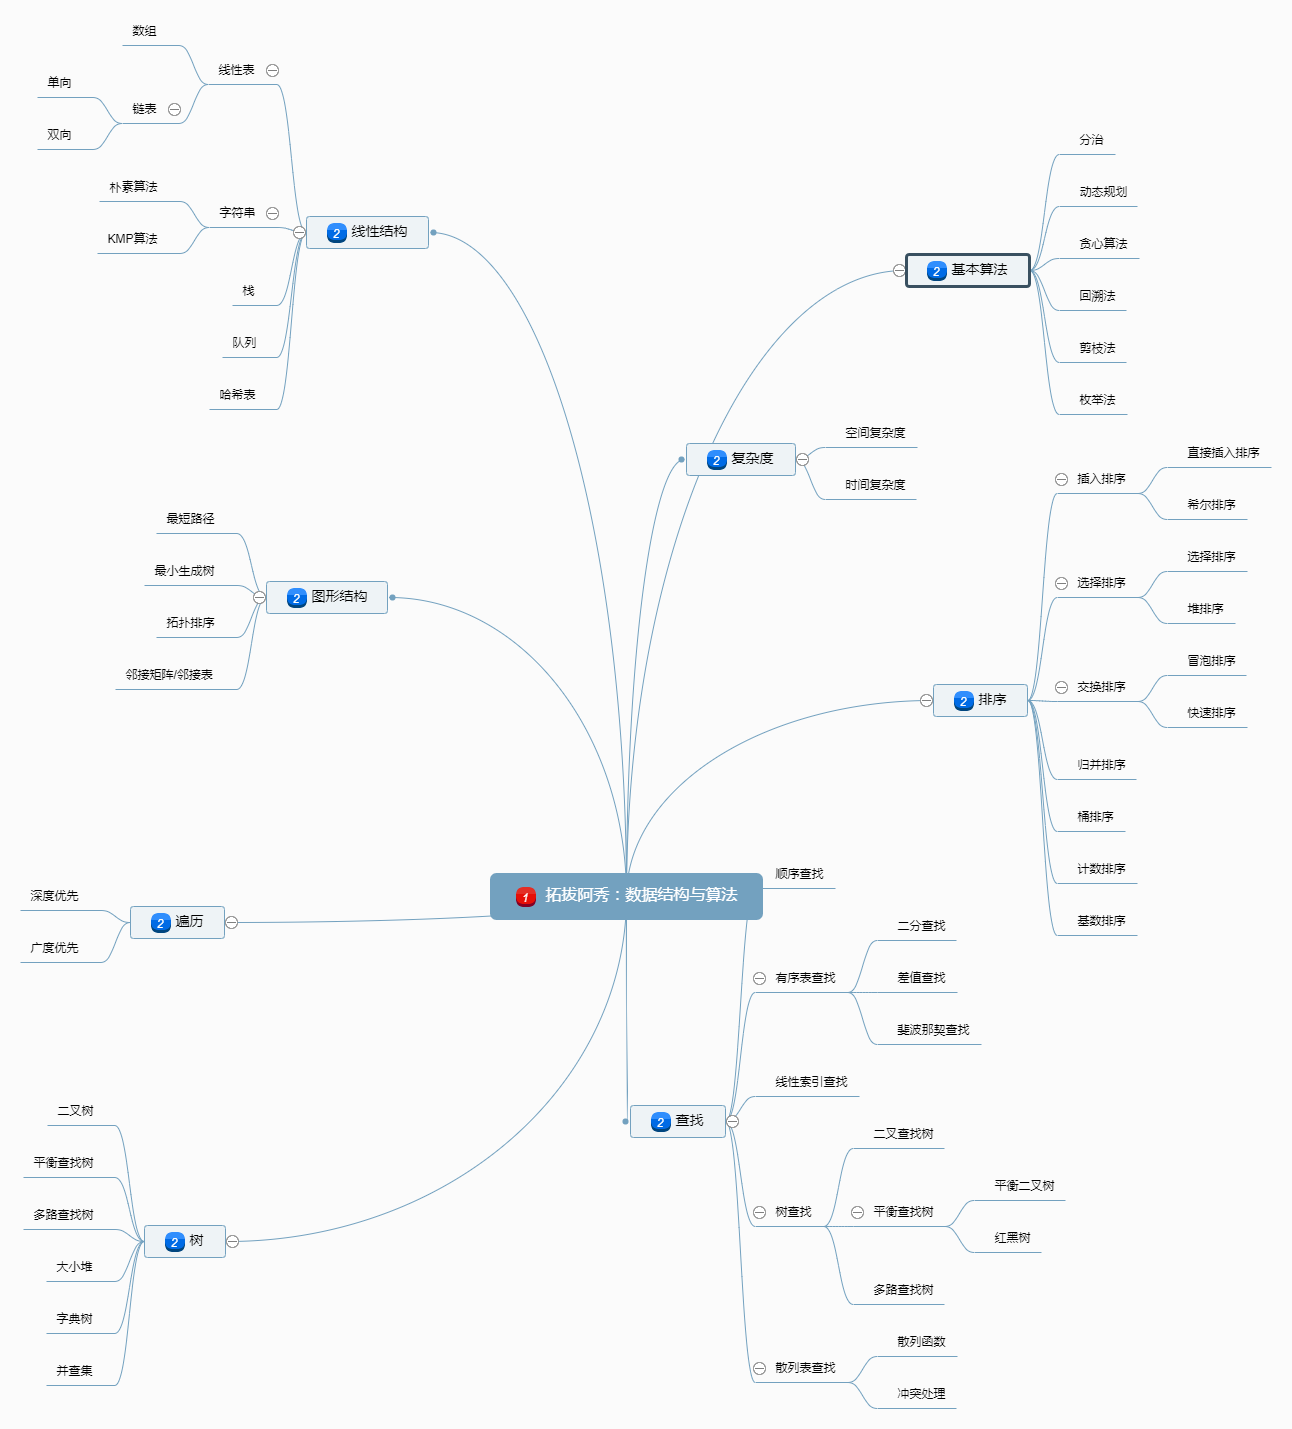 1 拓拔阿秀：数据结构与算法
2 线性结构
线性表
数组
链表
单向
双向
字符串
朴素算法
KMP算法
栈
队列
哈希表
2 图形结构
最短路径
最小生成树
拓扑排序
邻接矩阵/邻接表
2 遍历
深度优先
广度优先
2 树
二叉树
平衡查找树
多路查找树
大小堆
字典树
并查集
2 基本算法
分治
动态规划
贪心算法
回溯法
剪枝法
枚举法
2 复杂度
空间复杂度
时间复杂度
2 排序
插入排序
直接插入排序
希尔排序
选择排序
选择排序
堆排序
交换排序
冒泡排序
快速排序
归并排序
桶排序
计数排序
基数排序
2 查找
顺序查找
有序表查找
二分查找
差值查找
斐波那契查找
线性索引查找
树查找
二叉查找树
平衡查找树
平衡二叉树
红黑树
多路查找树
散列表查找
散列函数
冲突处理